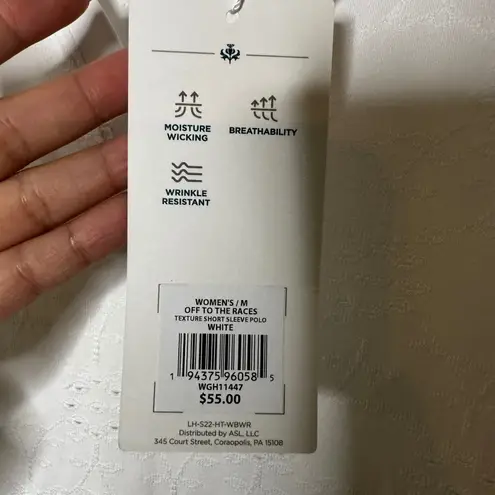 MOISTURE
WICKING
BREATHABILITY
WRINKLE
RESISTANT
WOMEN'S / M
OFF TO THE RACES
TEXTURE SHORT SLEEVE POLO
WHITE
1 94375 96058 5
WGH11447
$55.00
LH-S22-HT-WBWR
Distributed by ASL, LLC
345 Court Street, Coraopolis, PA 15108